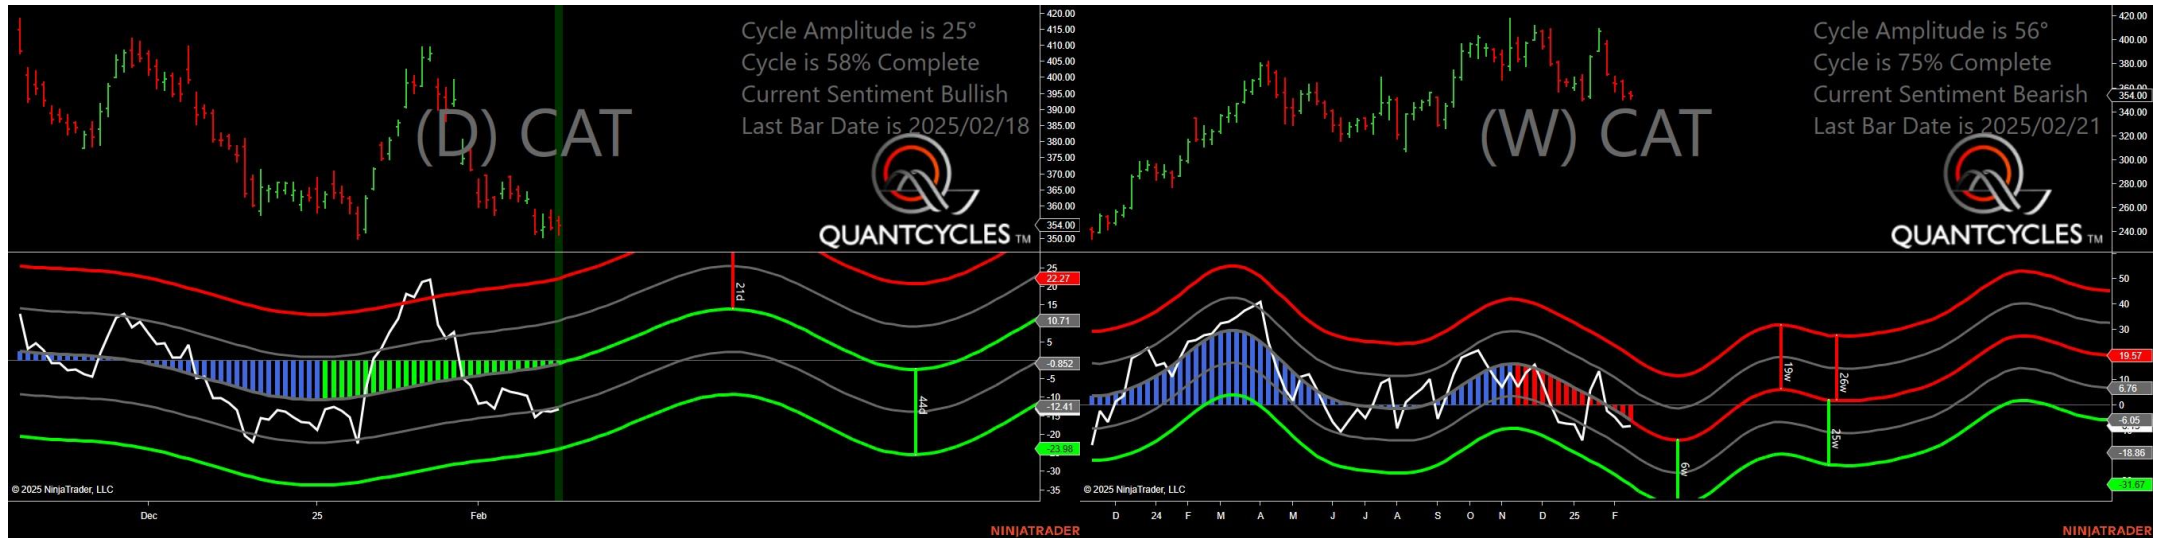 Cycle Amplitude is 25°
Cycle is 58% Complete
Current Sentiment Bullish
Last Bar Date is 2025/02/18
(D) CAT
QUANTCYCLES TM
420.00
415.00
410.00
405.00
400.00
395.00
390.00
385.00
380.00
375.00
370.00
365.00
354.00
350.00
25
22.27
20
15
10.71
5
-0.852
-5
-10
-12.41
-15
-20
-23.98
-30
-35
21d
44d
© 2025 NinjaTrader, LLC
Dec
25
Feb
NINJATRADER
Cycle Amplitude is 56°
Cycle is 75% Complete
Current Sentiment Bearish
Last Bar Date is 2025/02/21
(W) CAT
QUANTCYCLES TM
420.00
400.00
380.00
360.00
354.00
340.00
320.00
300.00
280.00
260.00
240.00
50
40
30
19.57
10
6.76
0
-6.05
-18.86
-31.67
6w
19w
26w
25w
© 2025 NinjaTrader, LLC
D 24 F M A M J J A S O N D 25 F
NINJATRADER